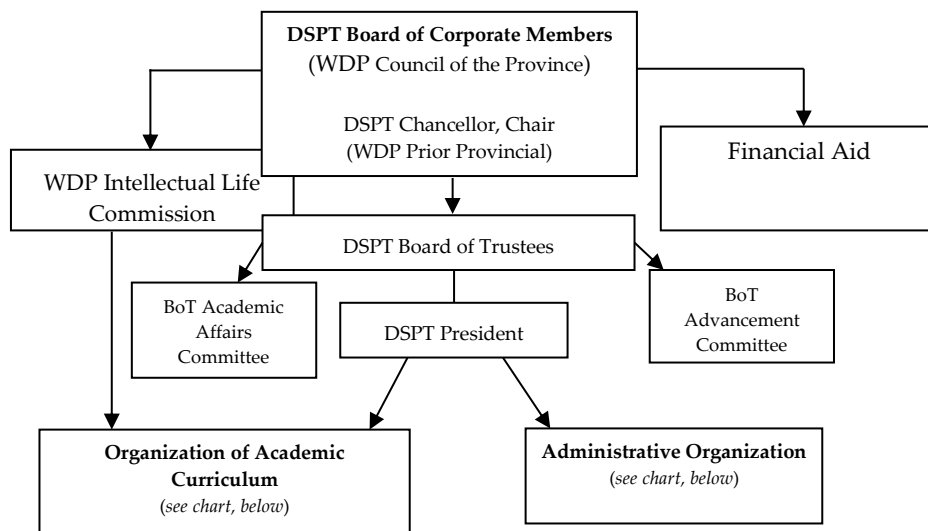 DSPT Board of Corporate Members
(WDP Council of the Province)
DSPT Chancellor, Chair
(WDP Prior Provincial)
Financial Aid
WDP Intellectual Life
Commission
DSPT Board of Trustees
BoT Academic
Affairs
Committee
DSPT President
BoT
Advancement
Committee
Organization of Academic
Curriculum
(see chart, below)
Administrative Organization
(see chart, below)